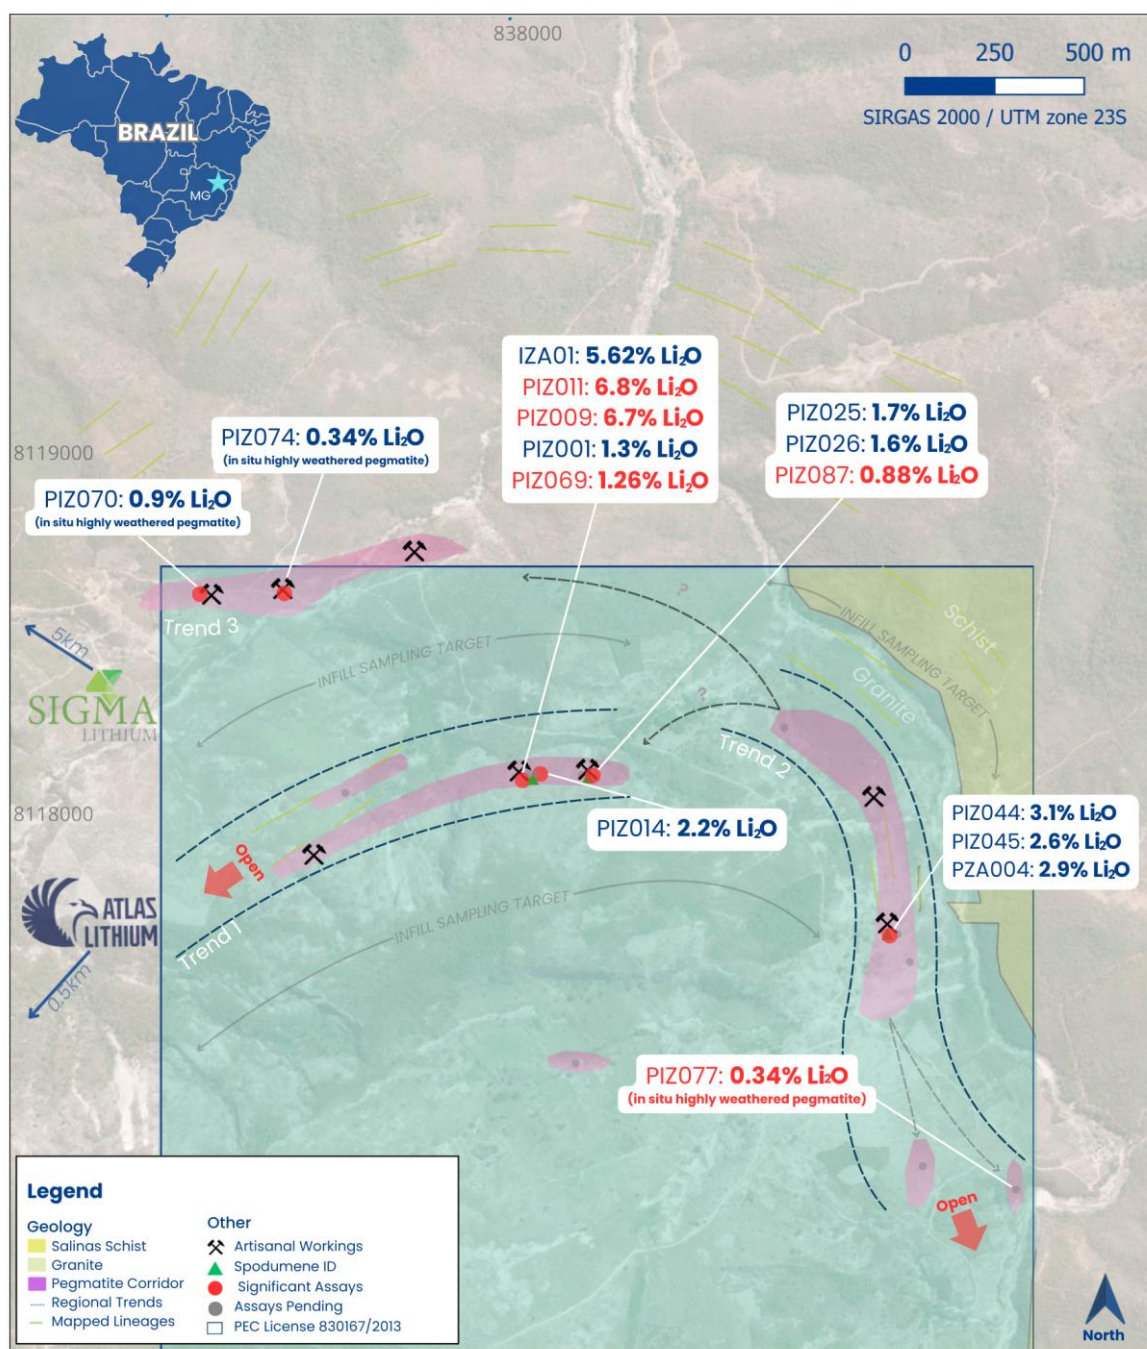 838000
0 250 500 m
SIRGAS 2000 / UTM zone 23S
BRAZIL
MG
IZA01: 5.62% Li₂O
PIZ011: 6.8% Li₂O
PIZ009: 6.7% Li₂O
PIZ001: 1.3% Li₂O
PIZ069: 1.26% Li₂O
PIZ025: 1.7% Li₂O
PIZ026: 1.6% Li₂O
PIZ087: 0.88% Li₂O
PIZ074: 0.34% Li₂O
(in situ highly weathered pegmatite)
8119000
PIZ070: 0.9% Li₂O
(in situ highly weathered pegmatite)
Trend 3
5km
SIGMA
LITHIUM
INFILL SAMPLING TARGET
?
?
INFILL SAMPLING TARGET
Schist
Granite
Trend 2
8118000
PIZ014: 2.2% Li₂O
PIZ044: 3.1% Li₂O
PIZ045: 2.6% Li₂O
PZA004: 2.9% Li₂O
Open
ATLAS
LITHIUM
0.5km
Trend 1
INFILL SAMPLING TARGET
PIZ077: 0.34% Li₂O
(in situ highly weathered pegmatite)
Open
Legend
Geology
Salinas Schist
Granite
Pegmatite Corridor
Regional Trends
Mapped Lineages
Other
Artisanal Workings
Spodumene ID
Significant Assays
Assays Pending
PEC License 830167/2013
North